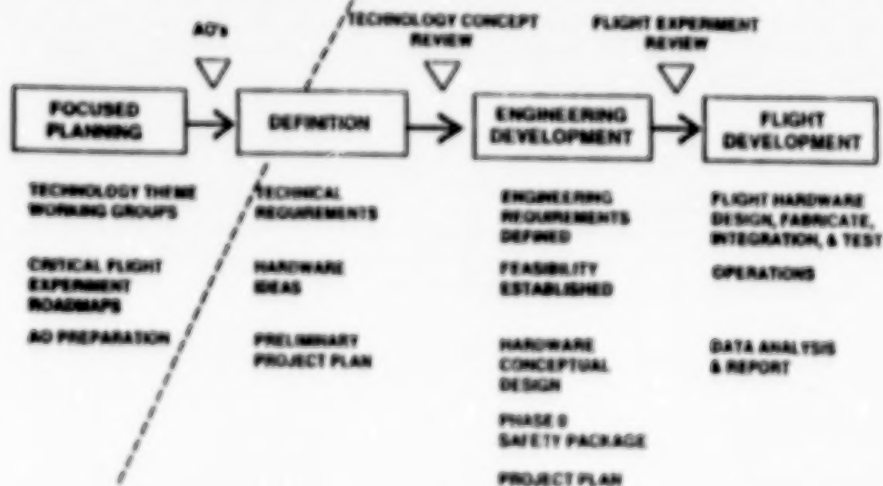 AO's
TECHNOLOGY CONCEPT
REVIEW
FLIGHT EXPERIMENT
REVIEW
FOCUSED
PLANNING
DEFINITION
ENGINEERING
DEVELOPMENT
FLIGHT
DEVELOPMENT
TECHNOLOGY THEME
WORKING GROUPS
CRITICAL FLIGHT
EXPERIMENT
ROADMAPS
AO PREPARATION
TECHNICAL
REQUIREMENTS
HARDWARE
IDEAS
PRELIMINARY
PROJECT PLAN
ENGINEERING
REQUIREMENTS
DEFINED
FEASIBILITY
ESTABLISHED
HARDWARE
CONCEPTUAL
DESIGN
PHASE 0
SAFETY PACKAGE
PROJECT PLAN
FLIGHT HARDWARE
DESIGN, FABRICATE,
INTEGRATION, & TEST
OPERATIONS
DATA ANALYSIS
& REPORT